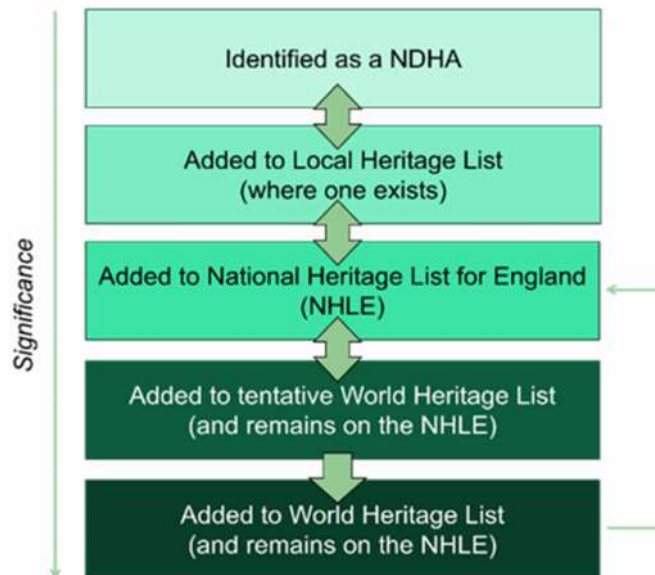 Identified as a NDHA
Added to Local Heritage List
(where one exists)
Added to National Heritage List for England
(NHLE)
Added to tentative World Heritage List
(and remains on the NHLE)
Added to World Heritage List
(and remains on the NHLE)
Significance